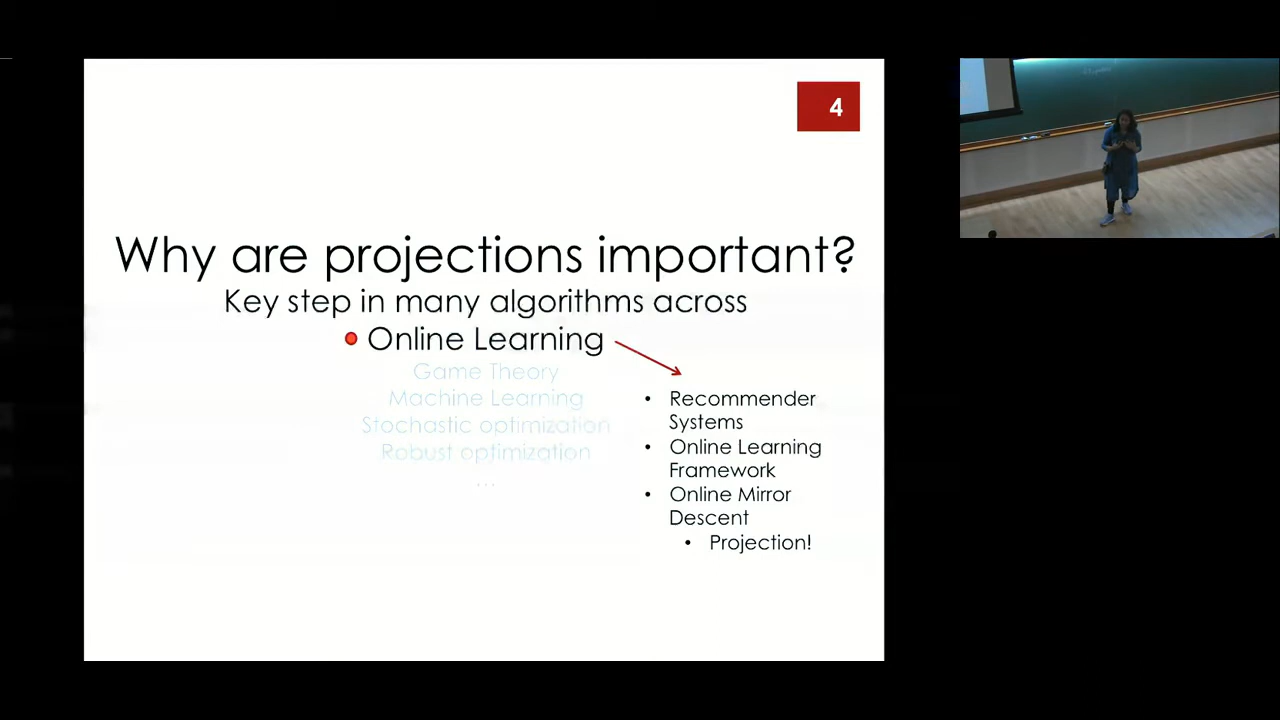 4
Why are projections important?
Key step in many algorithms across
Online Learning
Game Theory
Machine Learning
Stochastic optimization
Robust optimization
...
• Recommender
Systems
• Online Learning
Framework
• Online Mirror
Descent
• Projection!